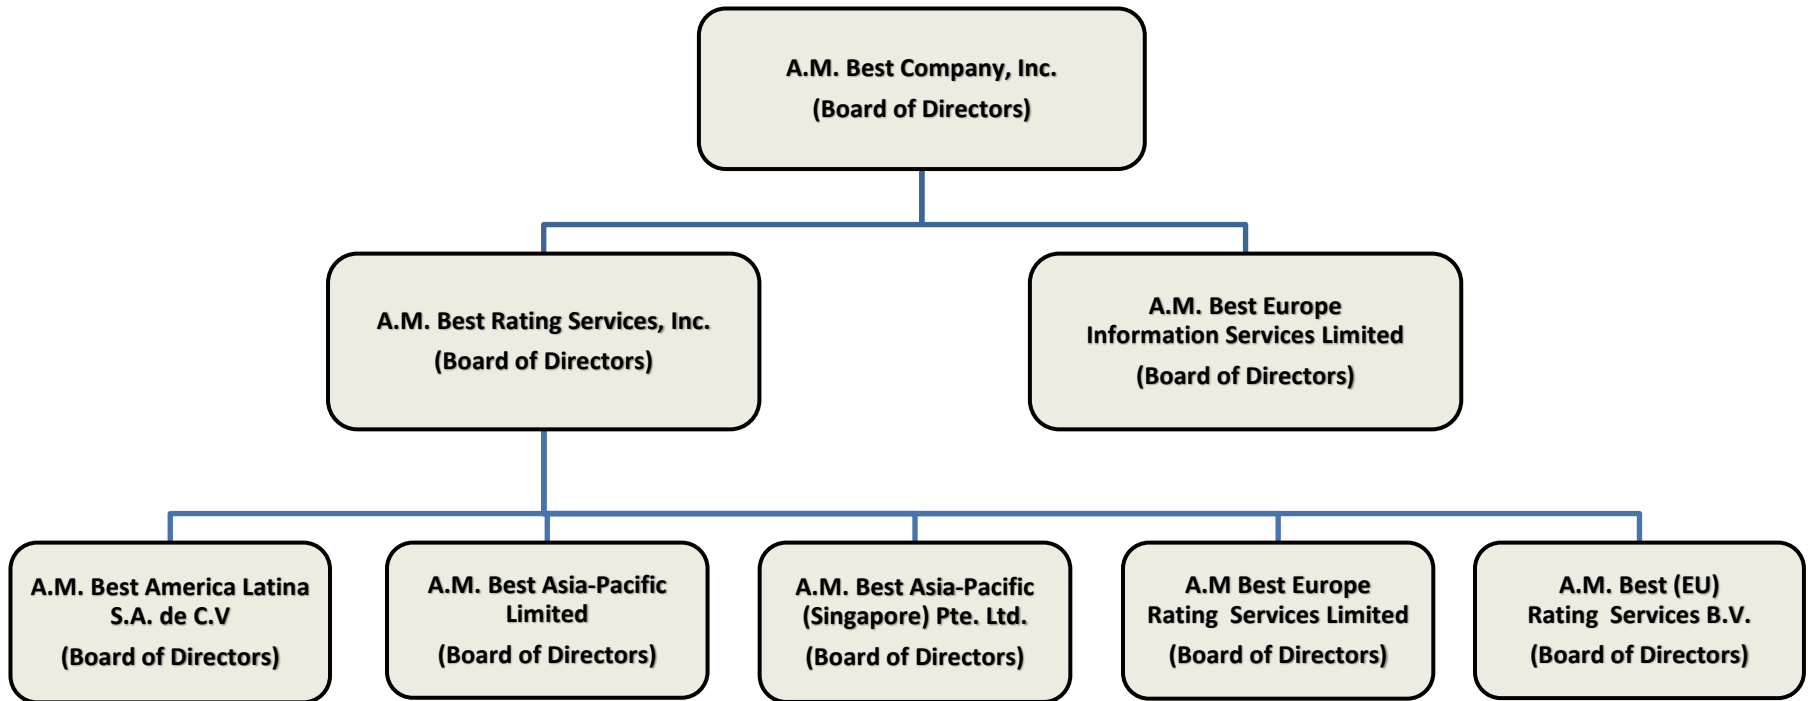 A.M. Best Company, Inc.
(Board of Directors)
A.M. Best Rating Services, Inc.
(Board of Directors)
A.M. Best Europe
Information Services Limited
(Board of Directors)
A.M. Best America Latina
S.A. de C.V
(Board of Directors)
A.M. Best Asia-Pacific
Limited
(Board of Directors)
A.M. Best Asia-Pacific
(Singapore) Pte. Ltd.
(Board of Directors)
A.M Best Europe
Rating  Services Limited
(Board of Directors)
A.M. Best (EU)
Rating  Services B.V.
(Board of Directors)